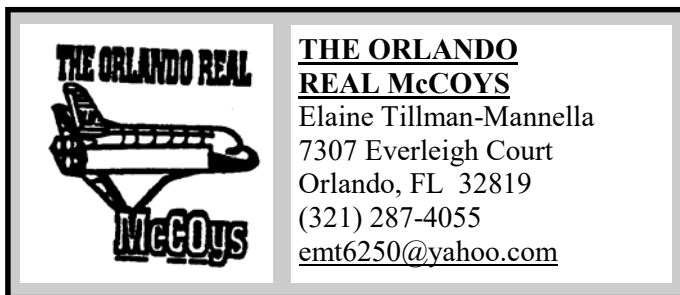 THE ORLANDO REAL
McCOys
THE ORLANDO
REAL McCOYS
Elaine Tillman-Mannella
7307 Everleigh Court
Orlando, FL 32819
(321) 287-4055
emt6250@yahoo.com